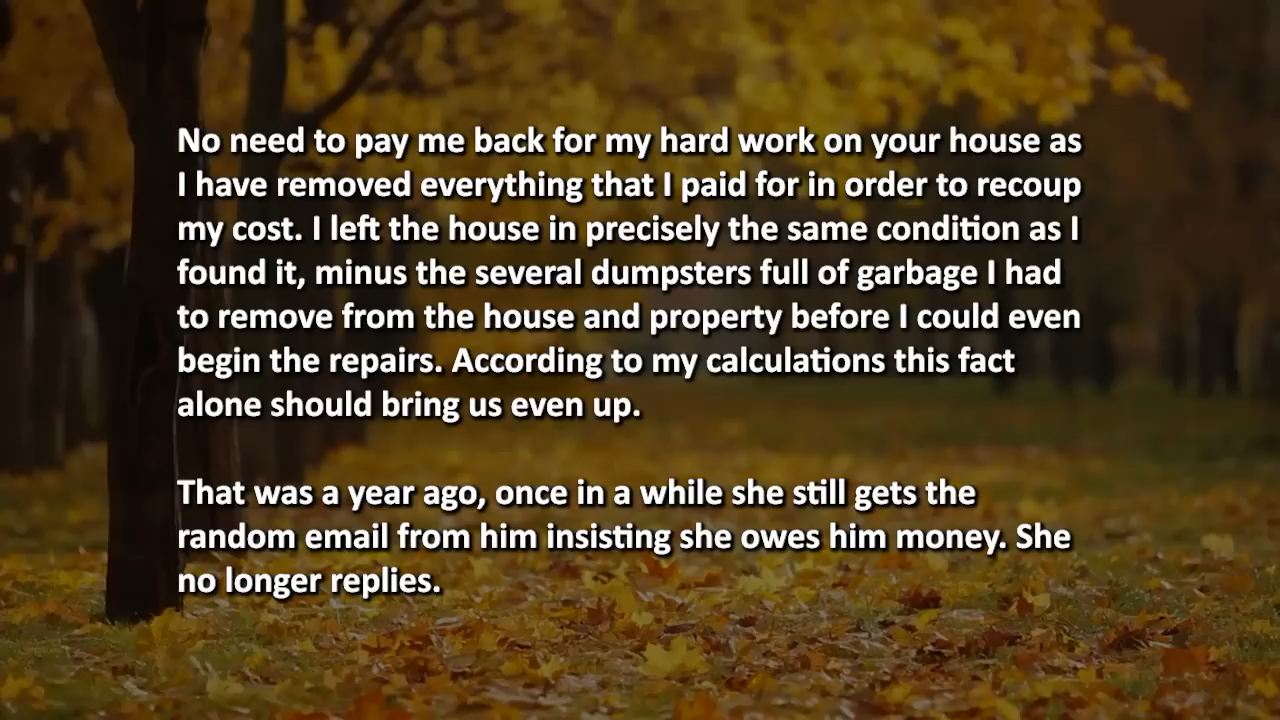 No need to pay me back for my hard work on your house as
I have removed everything that I paid for in order to recoup
my cost. I left the house in precisely the same condition as I
found it, minus the several dumpsters full of garbage I had
to remove from the house and property before I could even
begin the repairs. According to my calculations this fact
alone should bring us even up.
That was a year ago, once in a while she still gets the
random email from him insisting she owes him money. She
no longer replies.